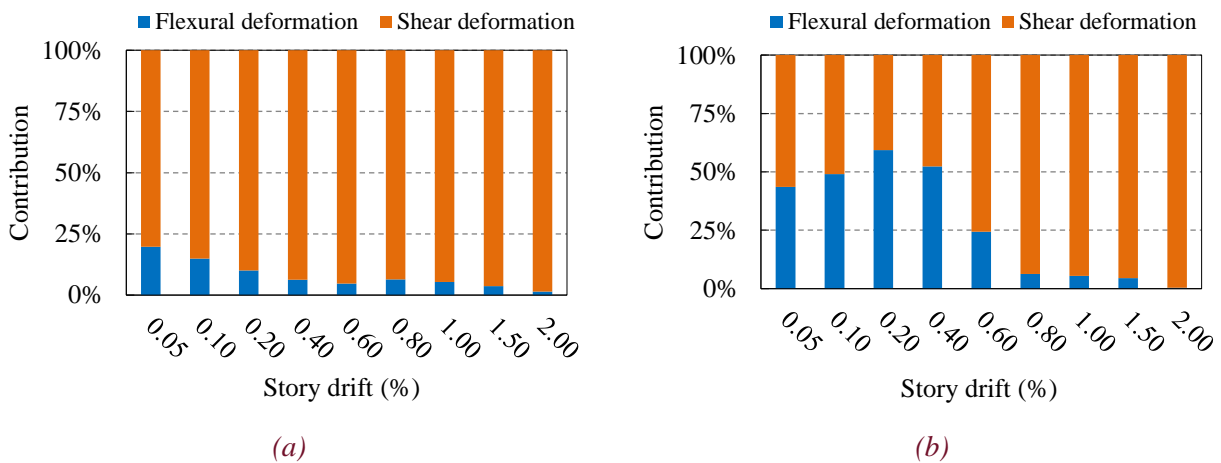 Flexural deformation Shear deformation
100%
75%
50%
25%
0%
Contribution
0.05 0.10 0.20 0.40 0.60 0.80 1.00 1.50 2.00
Story drift (%)
(a)
Flexural deformation Shear deformation
100%
75%
50%
25%
0%
Contribution
0.05 0.10 0.20 0.40 0.60 0.80 1.00 1.50 2.00
Story drift (%)
(b)